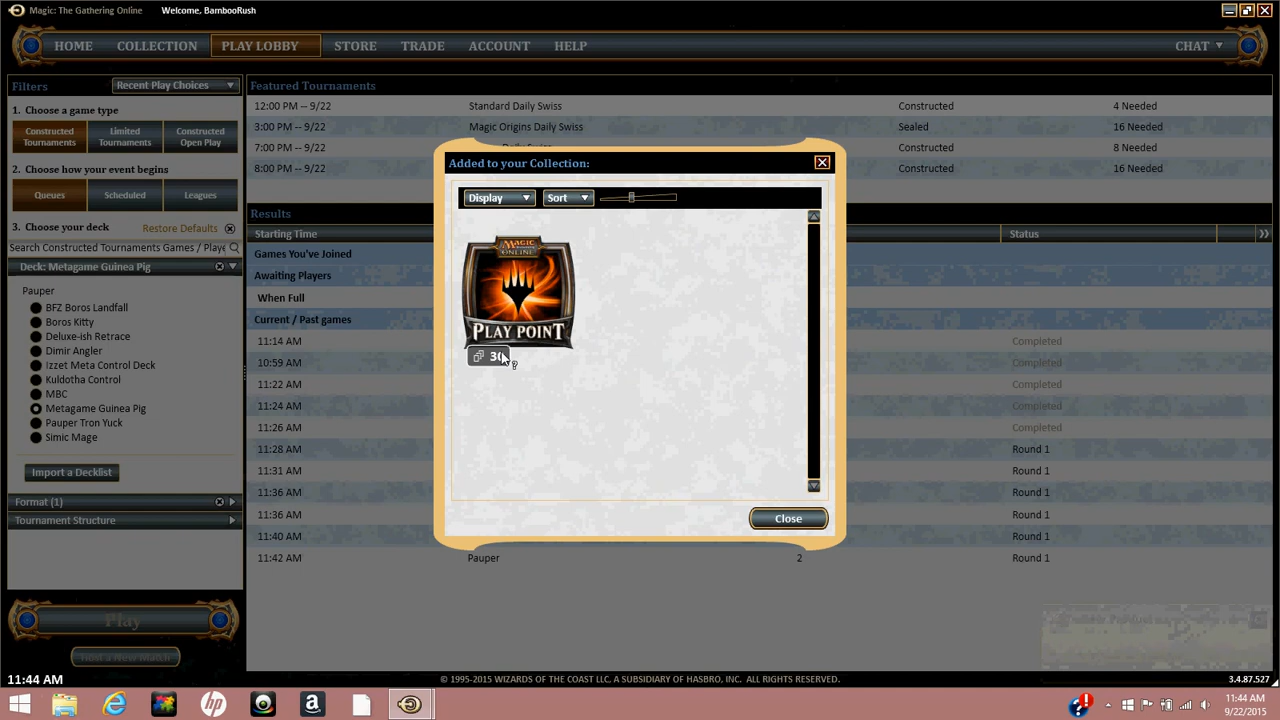 Magic: The Gathering Online
Welcome, BambooRush
HOME
COLLECTION
PLAY LOBBY
STORE
TRADE
ACCOUNT
HELP
CHAT
Filters
Recent Play Choices
1. Choose a game type
Constructed Tournaments
Limited Tournaments
Constructed Open Play
2. Choose how your event begins
Queues
Scheduled
Leagues
3. Choose your deck
Restore Defaults
Search Constructed Tournaments Games / Playe
Deck: Metagame Guinea Pig
Pauper
BFZ Boros Landfall
Boros Kitty
Deluxe-ish Retrace
Dimir Angler
Izzet Meta Control Deck
Kuldotha Control
MBC
Metagame Guinea Pig
Pauper Tron Yuck
Simic Mage
Import a Decklist
Format (1)
Tournament Structure
Play
Host a New Match
11:44 AM
Featured Tournaments
12:00 PM -- 9/22 Standard Daily Swiss Constructed 4 Needed
3:00 PM -- 9/22 Magic Origins Daily Swiss Sealed 16 Needed
7:00 PM -- 9/22 Daily Swiss Constructed 8 Needed
8:00 PM -- 9/22 Constructed 16 Needed
Results
Starting Time Status
Games You've Joined
Awaiting Players
When Full
Current / Past games
11:14 AM Completed
10:59 AM Completed
11:22 AM Completed
11:24 AM Completed
11:26 AM Completed
11:28 AM Round 1
11:31 AM Round 1
11:36 AM Round 1
11:36 AM Round 1
11:40 AM Round 1
11:42 AM Pauper 2 Round 1
Added to your Collection:
Display
Sort
MAGIC
ONLINE
PLAY POINT
Close
© 1995-2015 WIZARDS OF THE COAST LLC, A SUBSIDIARY OF HASBRO, INC. ALL RIGHTS RESERVED.
3.4.87.527
hp
a
11:44 AM
9/22/2015